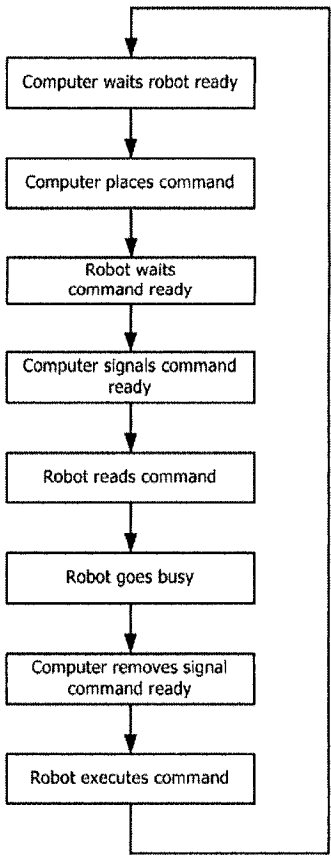 Computer waits robot ready
Computer places command
Robot waits
command ready
Computer signals command
ready
Robot reads command
Robot goes busy
Computer removes signal
command ready
Robot executes command